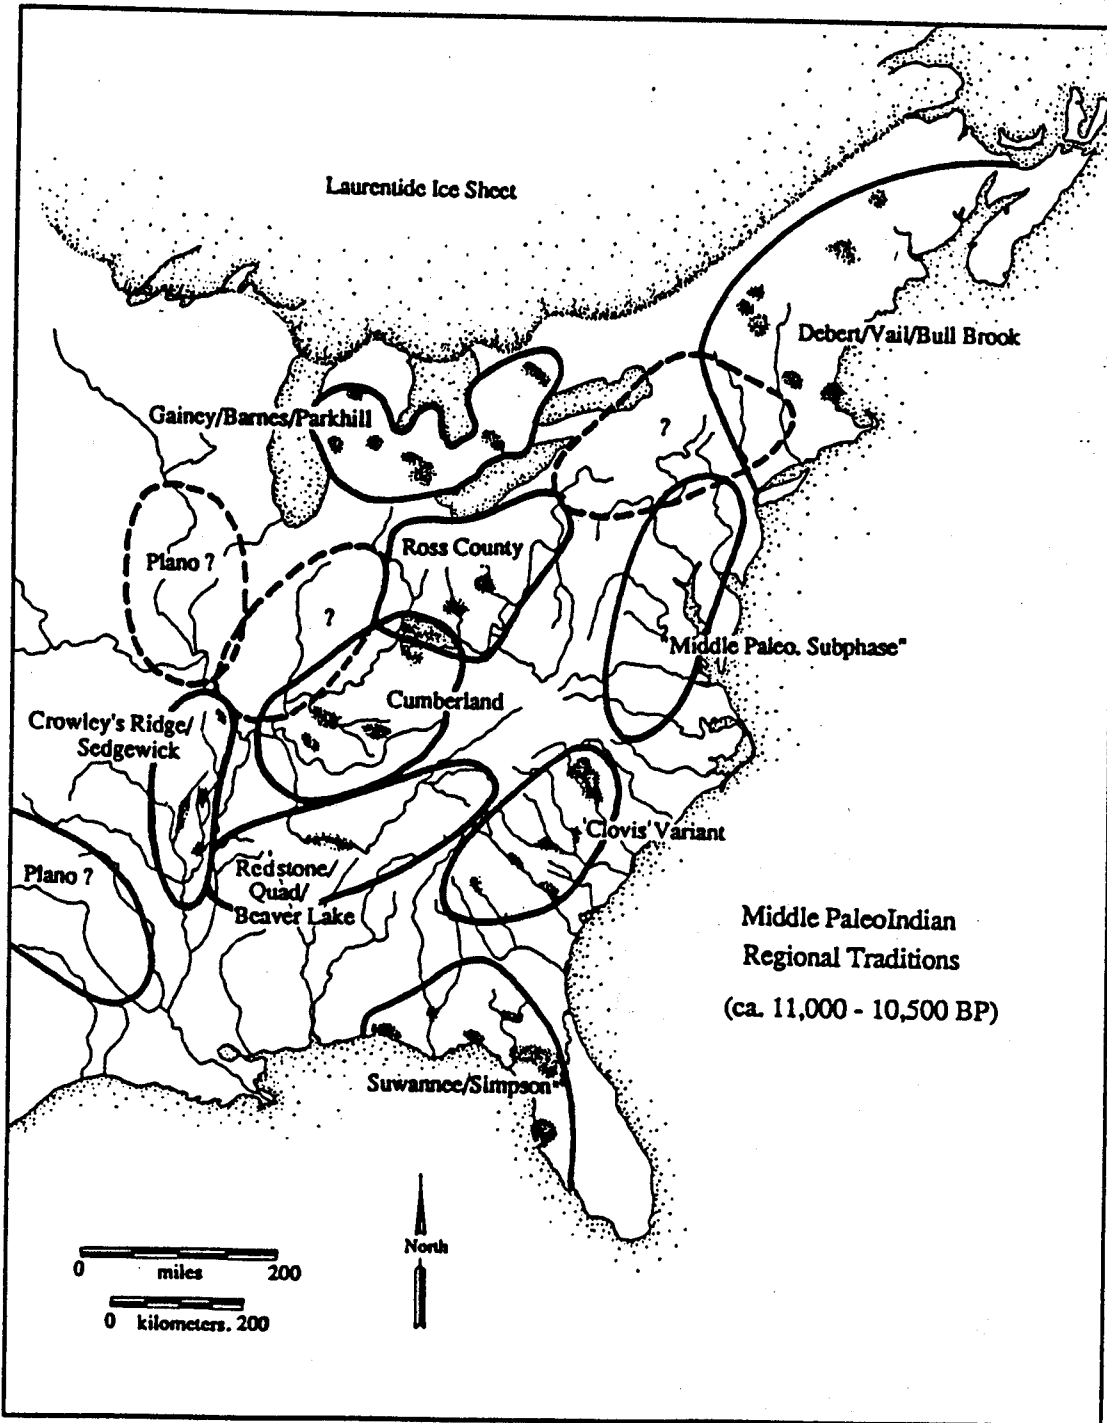 Laurentide Ice Sheet
Debert/Vail/Bull Brook
Gainey/Barnes/Parkhill
?
Ross County
Plano ?
?
"Middle Paleo. Subphase"
Cumberland
Crowley's Ridge/
Sedgewick
'Clovis' Variant
Redstone/
Quad/
Beaver Lake
Plano ?
Middle PaleoIndian
Regional Traditions
(ca. 11,000 - 10,500 BP)
Suwannee/Simpson"
North
0 miles 200
0 kilometers. 200